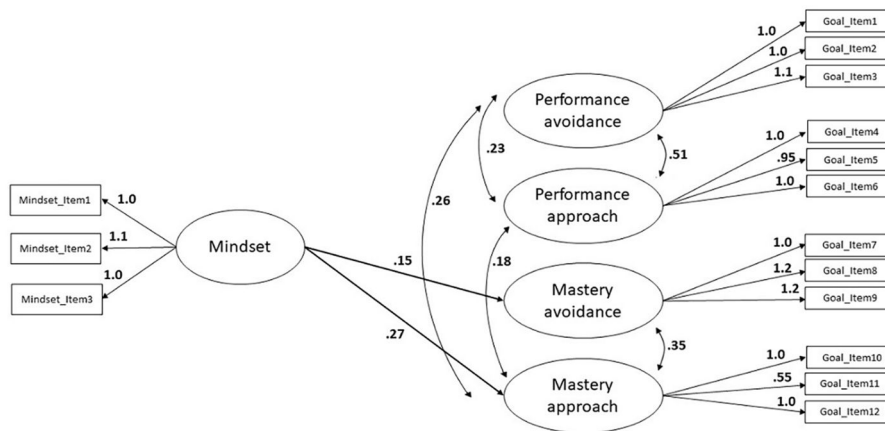 Goal_Item1
1.0
Goal_Item2
1.0
Goal_Item3
1.1
Performance
avoidance
Goal_Item4
1.0
.23
.51
.95
Goal_Item5
Goal_Item6
1.0
Mindset_Item1
1.0
.26
Performance
approach
Mindset_Item2
1.1
Mindset
Goal_Item7
1.0
.15
.18
1.2
Goal_Item8
Mindset_Item3
1.0
Mastery
avoidance
1.2
Goal_Item9
.27
.35
1.0
Goal_Item10
Mastery
approach
.55
Goal_Item11
1.0
Goal_Item12